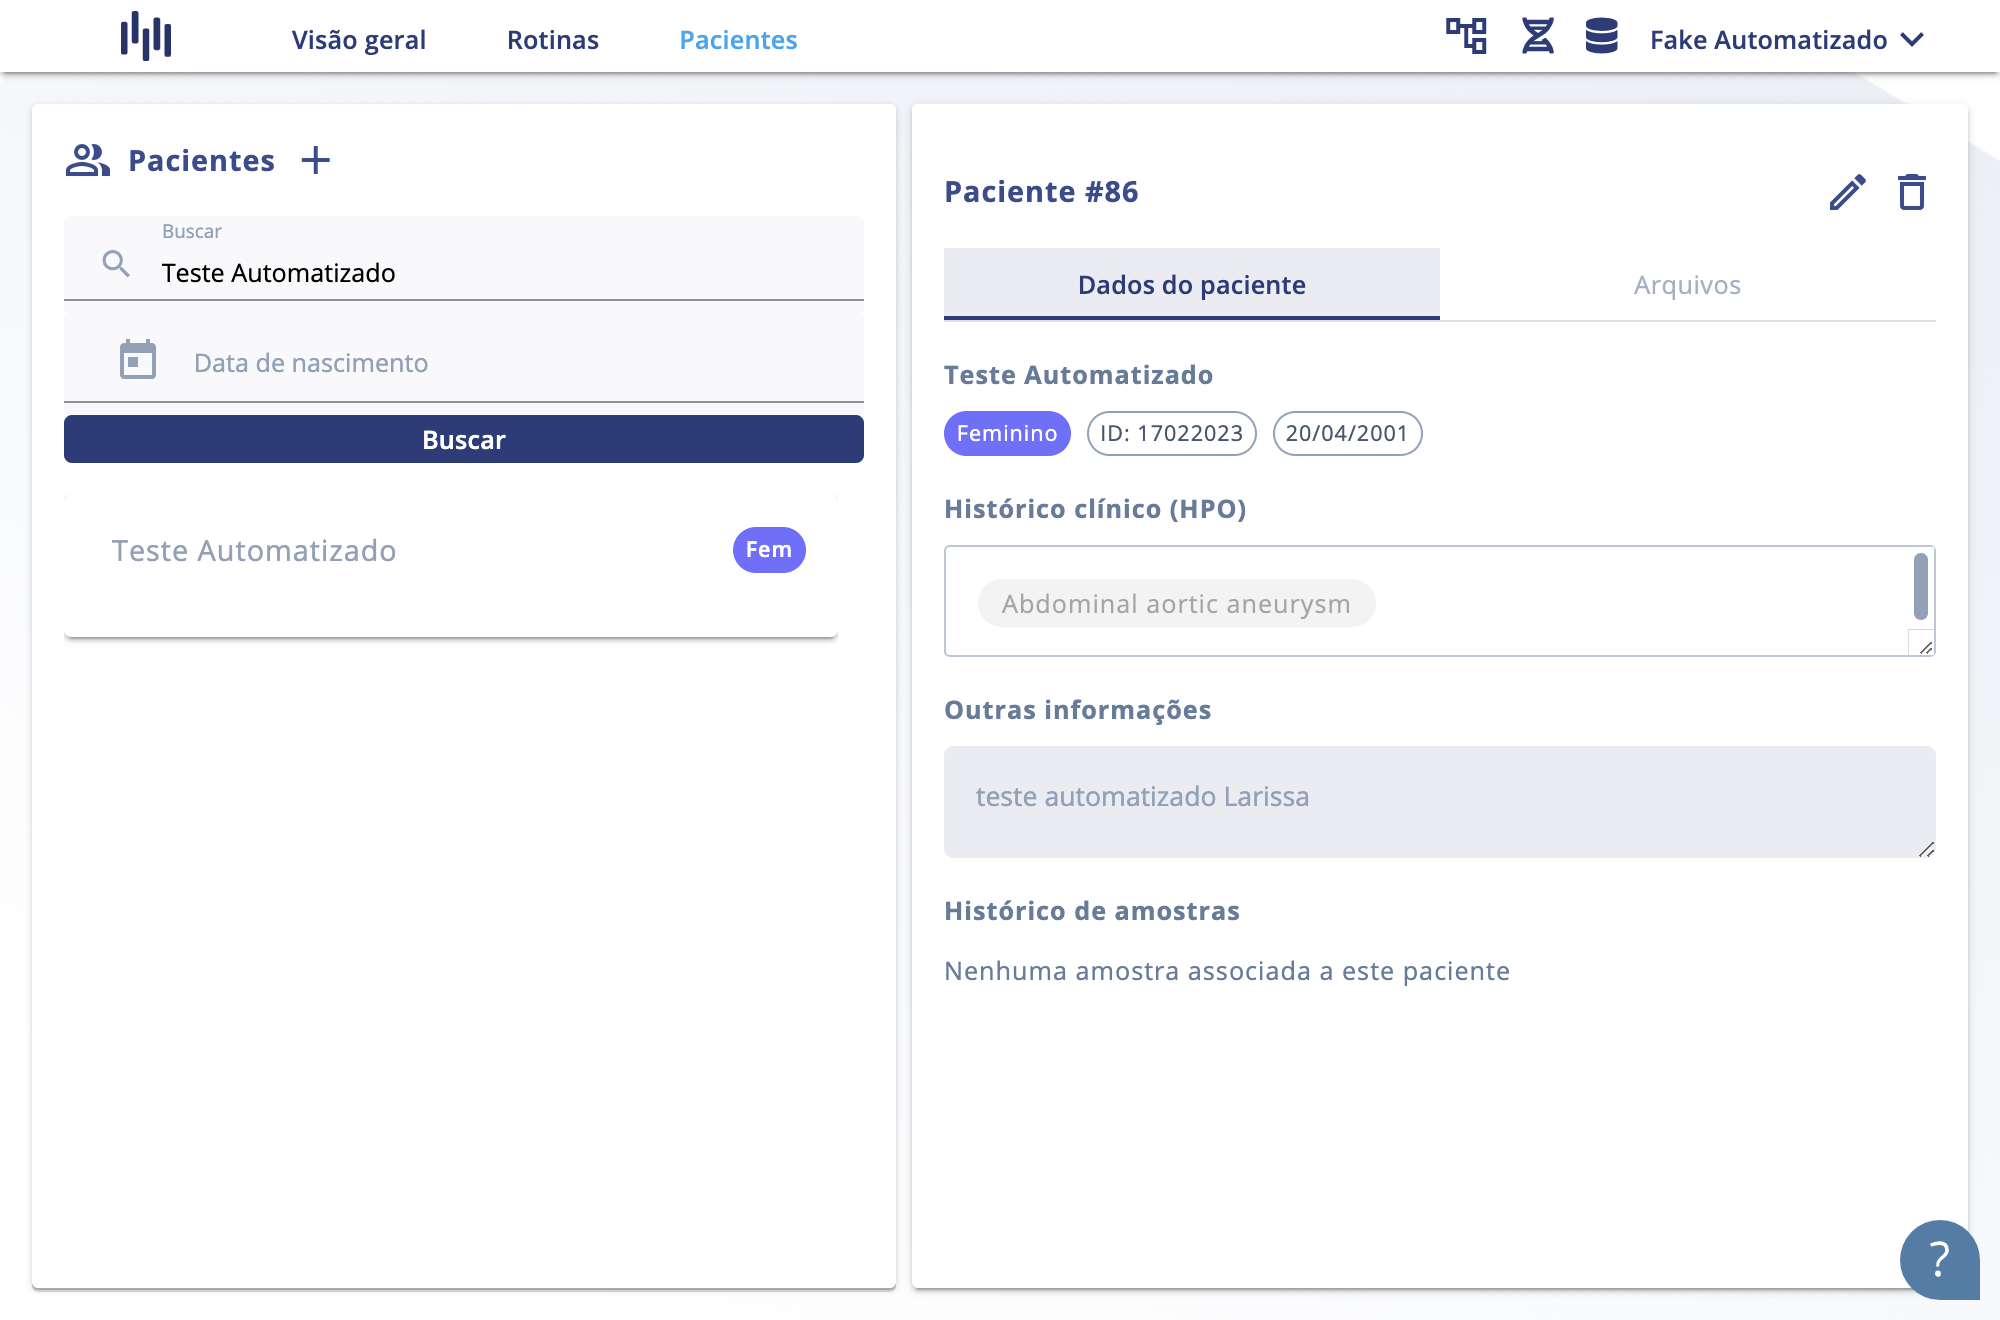 Visão geral
Rotinas
Pacientes
Fake Automatizado
Pacientes
Buscar
Teste Automatizado
Data de nascimento
Buscar
Teste Automatizado
Fem
Paciente #86
Dados do paciente
Arquivos
Teste Automatizado
Feminino
ID: 17022023
20/04/2001
Histórico clínico (HPO)
Abdominal aortic aneurysm
Outras informações
teste automatizado Larissa
Histórico de amostras
Nenhuma amostra associada a este paciente
?